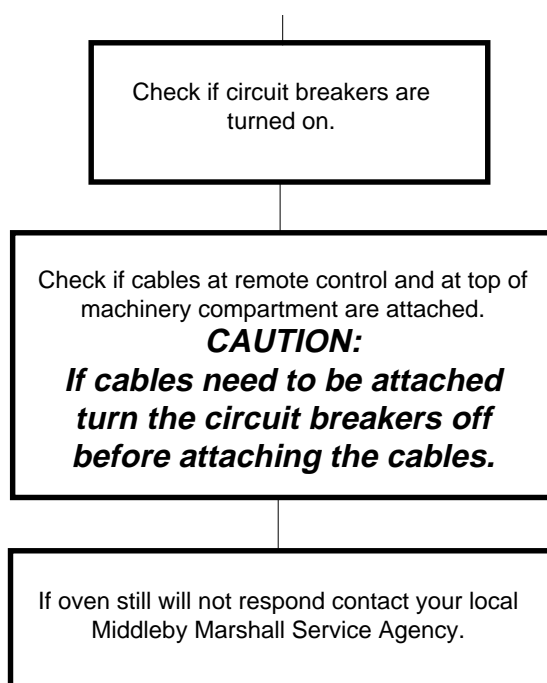 Check if circuit breakers are
turned on.
Check if cables at remote control and at top of
machinery compartment are attached.
CAUTION:
If cables need to be attached
turn the circuit breakers off
before attaching the cables.
If oven still will not respond contact your local
Middleby Marshall Service Agency.